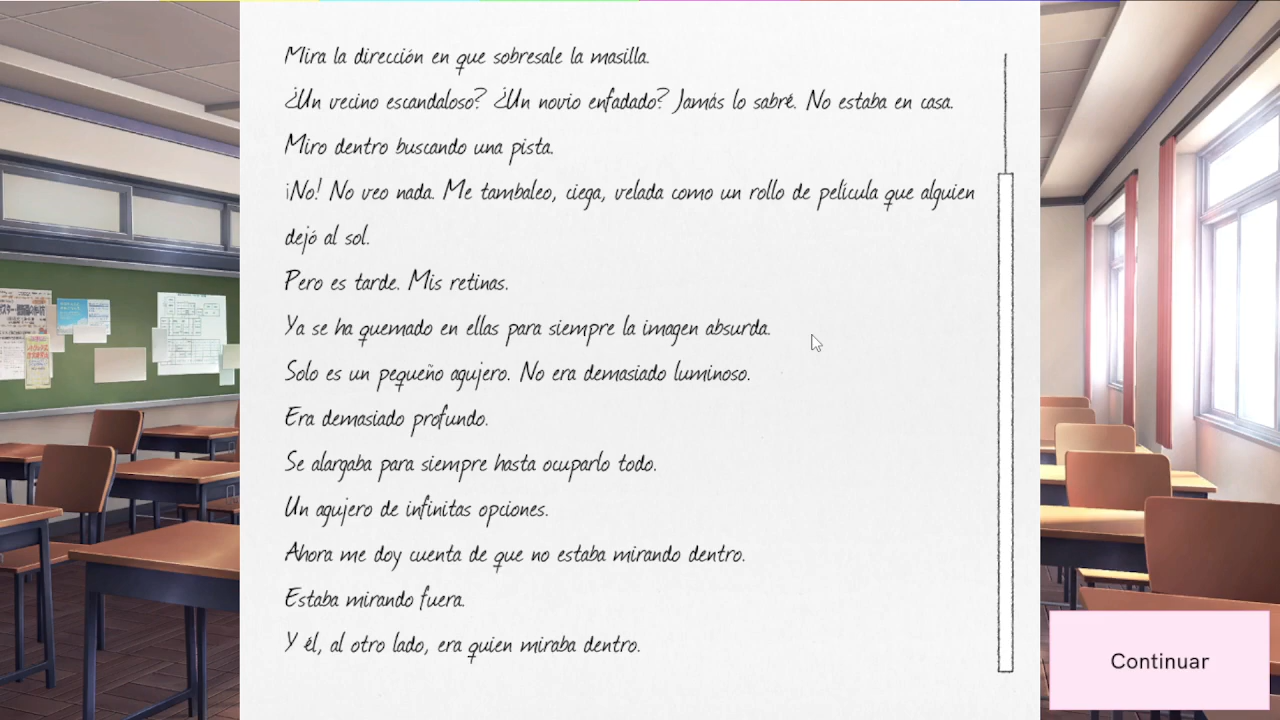 Mira la dirección en que sobresale la masilla.
¿Un vecino escandaloso? ¿Un novio enfadado? Jamás lo sabré. No estaba en casa.
Miro dentro buscando una pista.
¡No! No veo nada. Me tambaleo, ciega, velada como un rollo de película que alguien
dejó al sol.
Pero es tarde. Mis retinas.
Ya se ha quemado en ellas para siempre la imagen absurda.
Solo es un pequeño agujero. No era demasiado luminoso.
Era demasiado profundo.
Se alargaba para siempre hasta ocuparlo todo.
Un agujero de infinitas opciones.
Ahora me doy cuenta de que no estaba mirando dentro.
Estaba mirando fuera.
Y él, al otro lado, era quien miraba dentro.
Continuar